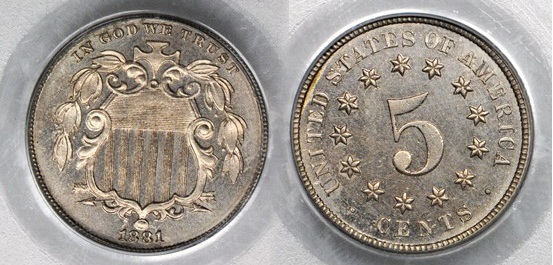 IN GOD WE TRUST
1881
UNITED STATES OF AMERICA
5
CENTS